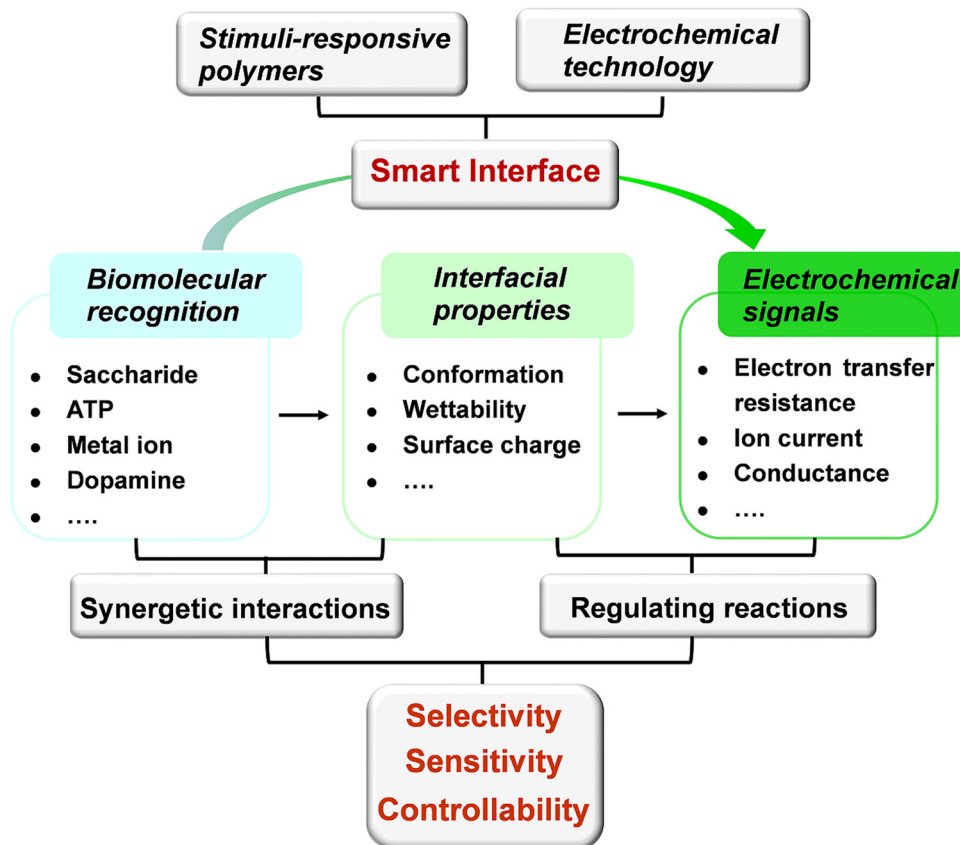 Stimuli-responsive
polymers
Electrochemical
technology
Smart Interface
Biomolecular
recognition
• Saccharide
• ATP
• Metal ion
• Dopamine
• ....
Interfacial
properties
• Conformation
• Wettability
• Surface charge
• ....
Electrochemical
signals
• Electron transfer
resistance
• Ion current
• Conductance
• ....
Synergetic interactions
Regulating reactions
Selectivity
Sensitivity
Controllability